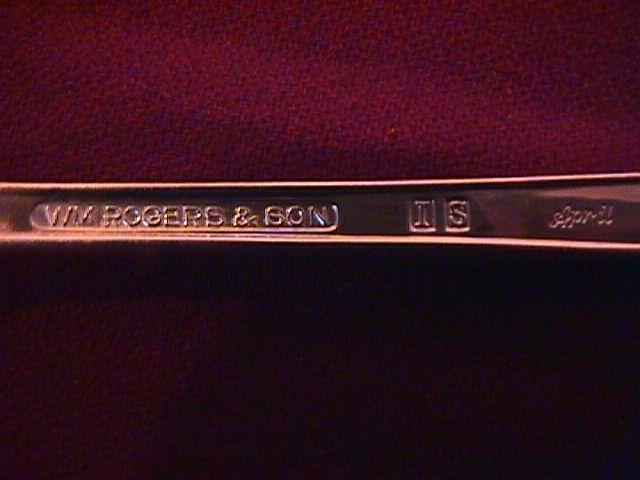 WM ROGERS & SON I S April